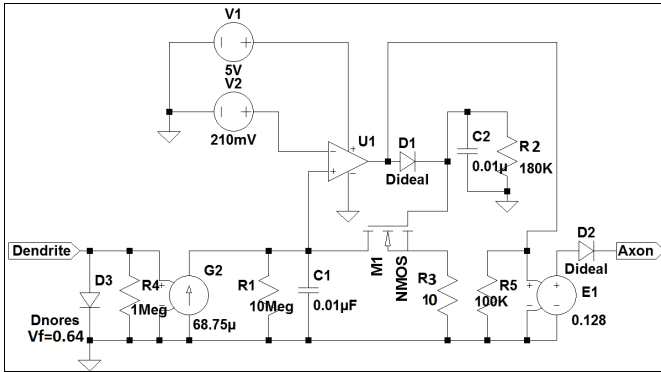 V1
5V
V2
210mV
U1
D1
Dideal
C2
0.01µ
R2
180K
Dendrite
D3
Dnores
Vf=0.64
R4
1Meg
G2
68.75µ
R1
10Meg
C1
0.01µF
M1
NMOS
R3
10
R5
100K
E1
0.128
D2
Dideal
Axon